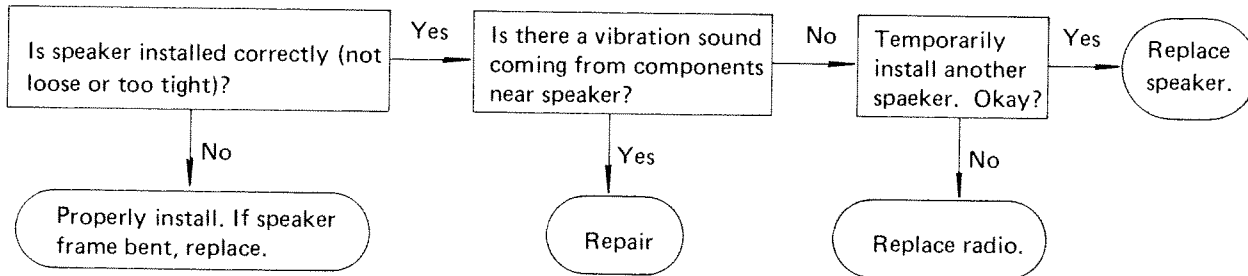 Is speaker installed correctly (not
loose or too tight)?
Yes
Is there a vibration sound
coming from components
near speaker?
No
Temporarily
install another
spaeker. Okay?
Yes
Replace
speaker.
No
Properly install. If speaker
frame bent, replace.
Yes
Repair
No
Replace radio.